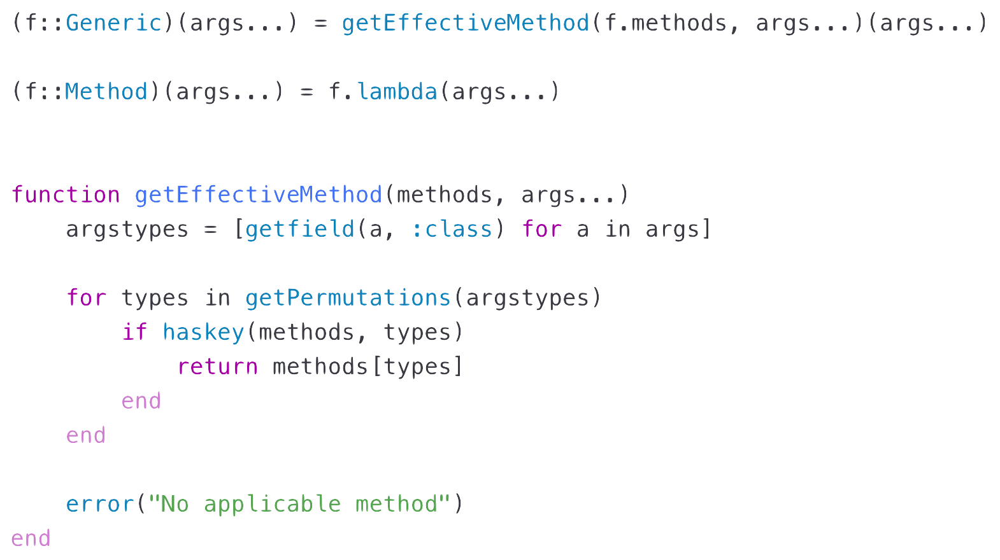 (f::Generic)(args...) = getEffectiveMethod(f.methods, args...)(args...)
(f::Method)(args...) = f.lambda(args...)
function getEffectiveMethod(methods, args...)
    argstypes = [getfield(a, :class) for a in args]
    for types in getPermutations(argstypes)
        if haskey(methods, types)
            return methods[types]
        end
    end
    error("No applicable method")
end